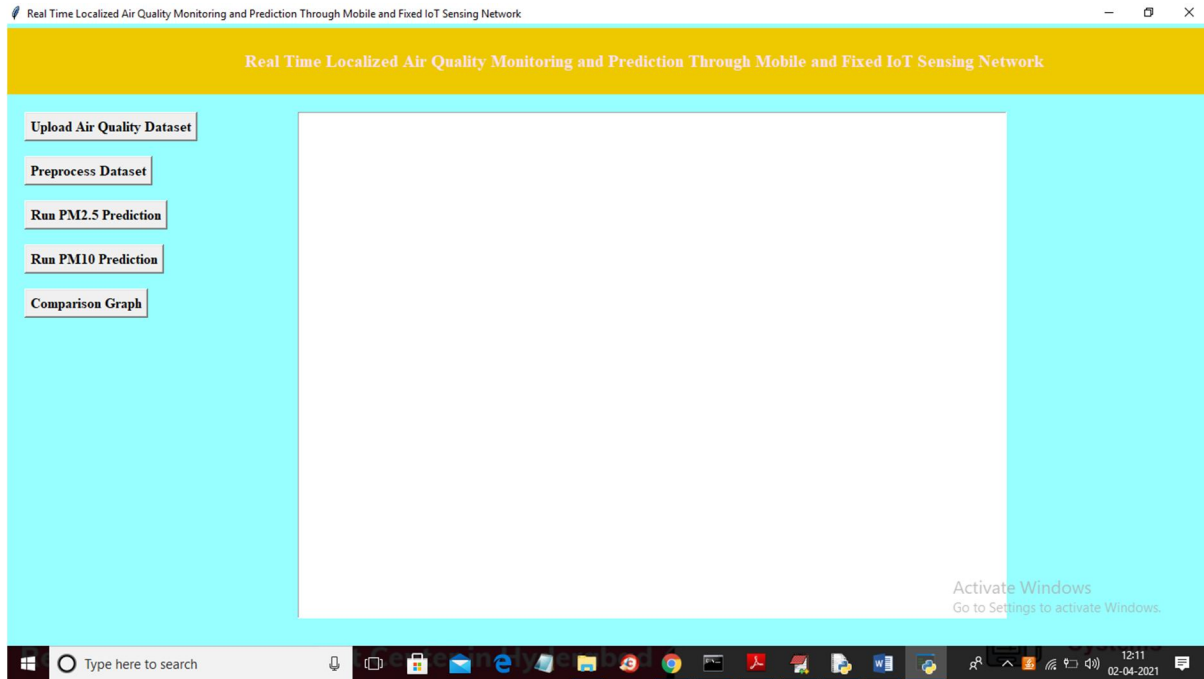 Real Time Localized Air Quality Monitoring and Prediction Through Mobile and Fixed IoT Sensing Network
Real Time Localized Air Quality Monitoring and Prediction Through Mobile and Fixed IoT Sensing Network
Upload Air Quality Dataset
Preprocess Dataset
Run PM2.5 Prediction
Run PM10 Prediction
Comparison Graph
Activate Windows
Go to Settings to activate Windows.
Type here to search
12:11
02-04-2021